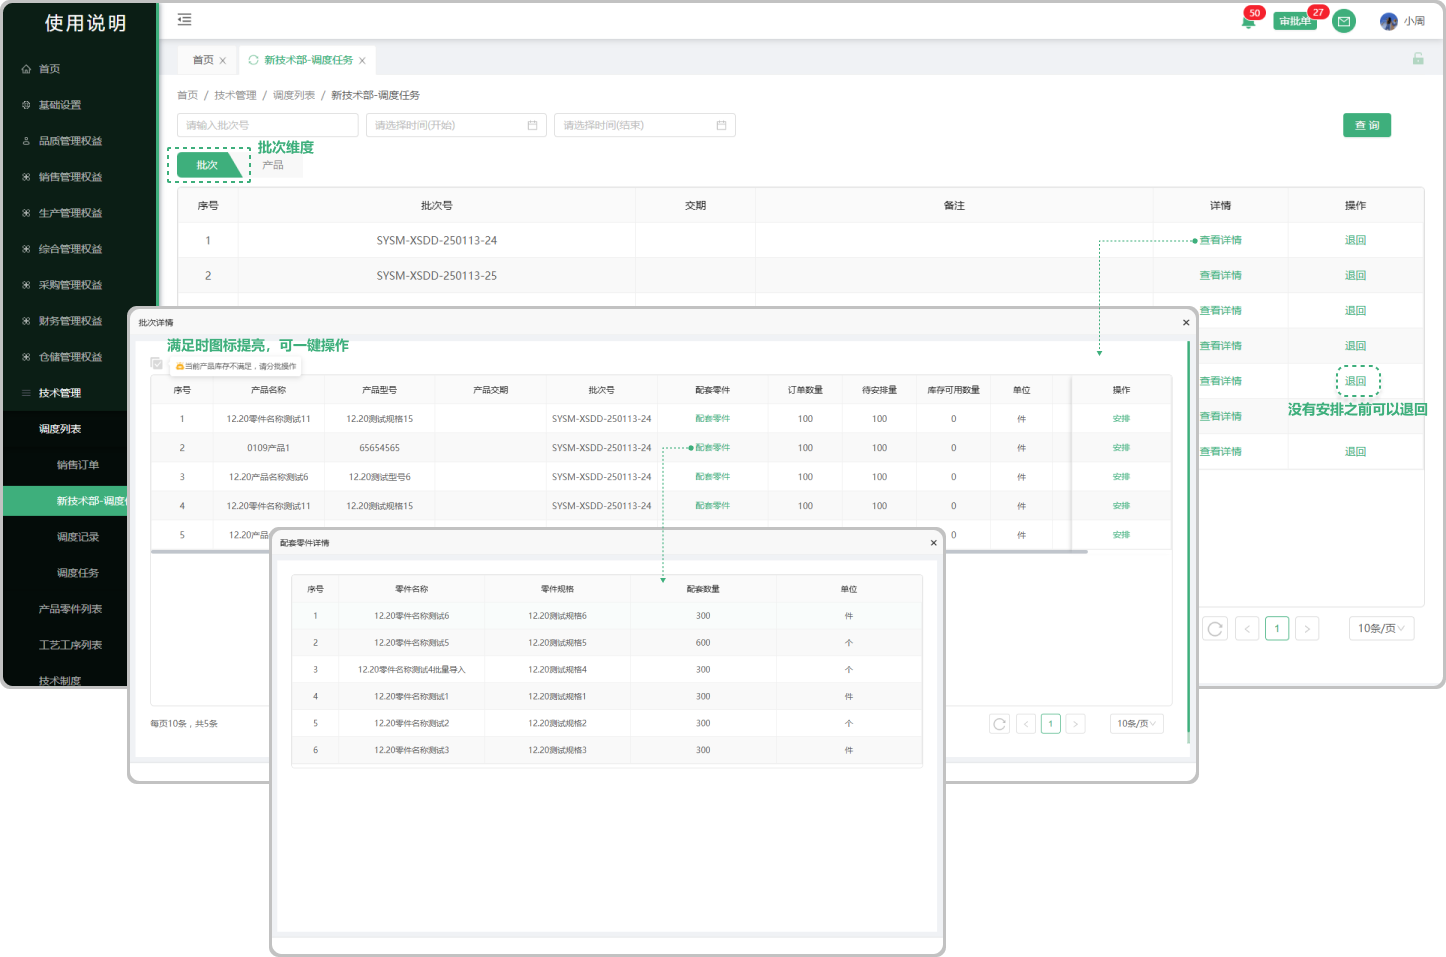 使用说明
50
审批单
27
小周
首页
基础设置
品质管理权益
销售管理权益
生产管理权益
综合管理权益
采购管理权益
财务管理权益
仓储管理权益
技术管理
调度列表
销售订单
新技术部-调度任
调度记录
调度任务
产品零件列表
工艺工序列表
技术制度
首页 ×
新技术部-调度任务 ×
首页 / 技术管理 / 调度列表 / 新技术部-调度任务
请输入批次号 请选择时间(开始) 请选择时间(结束) 查 询
批次维度
批次 产品
序号 批次号 交期 备注 详情 操作
1 SYSM-XSDD-250113-24 查看详情 退回
2 SYSM-XSDD-250113-25 查看详情 退回
查看详情 退回
查看详情 退回
查看详情 退回
没有安排之前可以退回
查看详情
查看详情 退回
< 1 > 10条/页
批次详情 ×
满足时图标提亮，可一键操作
当前产品库存不满足，请分批操作
序号 产品名称 产品型号 产品交期 批次号 配套零件 订单数量 待安排量 库存可用数量 单位 操作
1 12.20零件名称测试11 12.20测试规格15 SYSM-XSDD-250113-24 配套零件 100 100 0 件 安排
2 0109产品1 65654565 SYSM-XSDD-250113-24 配套零件 100 100 0 件 安排
3 12.20产品名称测试6 12.20测试型号6 SYSM-XSDD-250113-24 配套零件 100 100 0 件 安排
4 12.20零件名称测试11 12.20测试规格15 SYSM-XSDD-250113-24 配套零件 100 100 0 件 安排
5 12.20产品 0 件 安排
每页10条，共5条
< 1 > 10条/页
配套零件详情 ×
序号 零件名称 零件规格 配套数量 单位
1 12.20零件名称测试6 12.20测试规格6 300 件
2 12.20零件名称测试5 12.20测试规格5 600 个
3 12.20零件名称测试4批量导入 12.20测试规格4 300 个
4 12.20零件名称测试1 12.20测试规格1 300 件
5 12.20零件名称测试2 12.20测试规格2 300 个
6 12.20零件名称测试3 12.20测试规格3 300 件